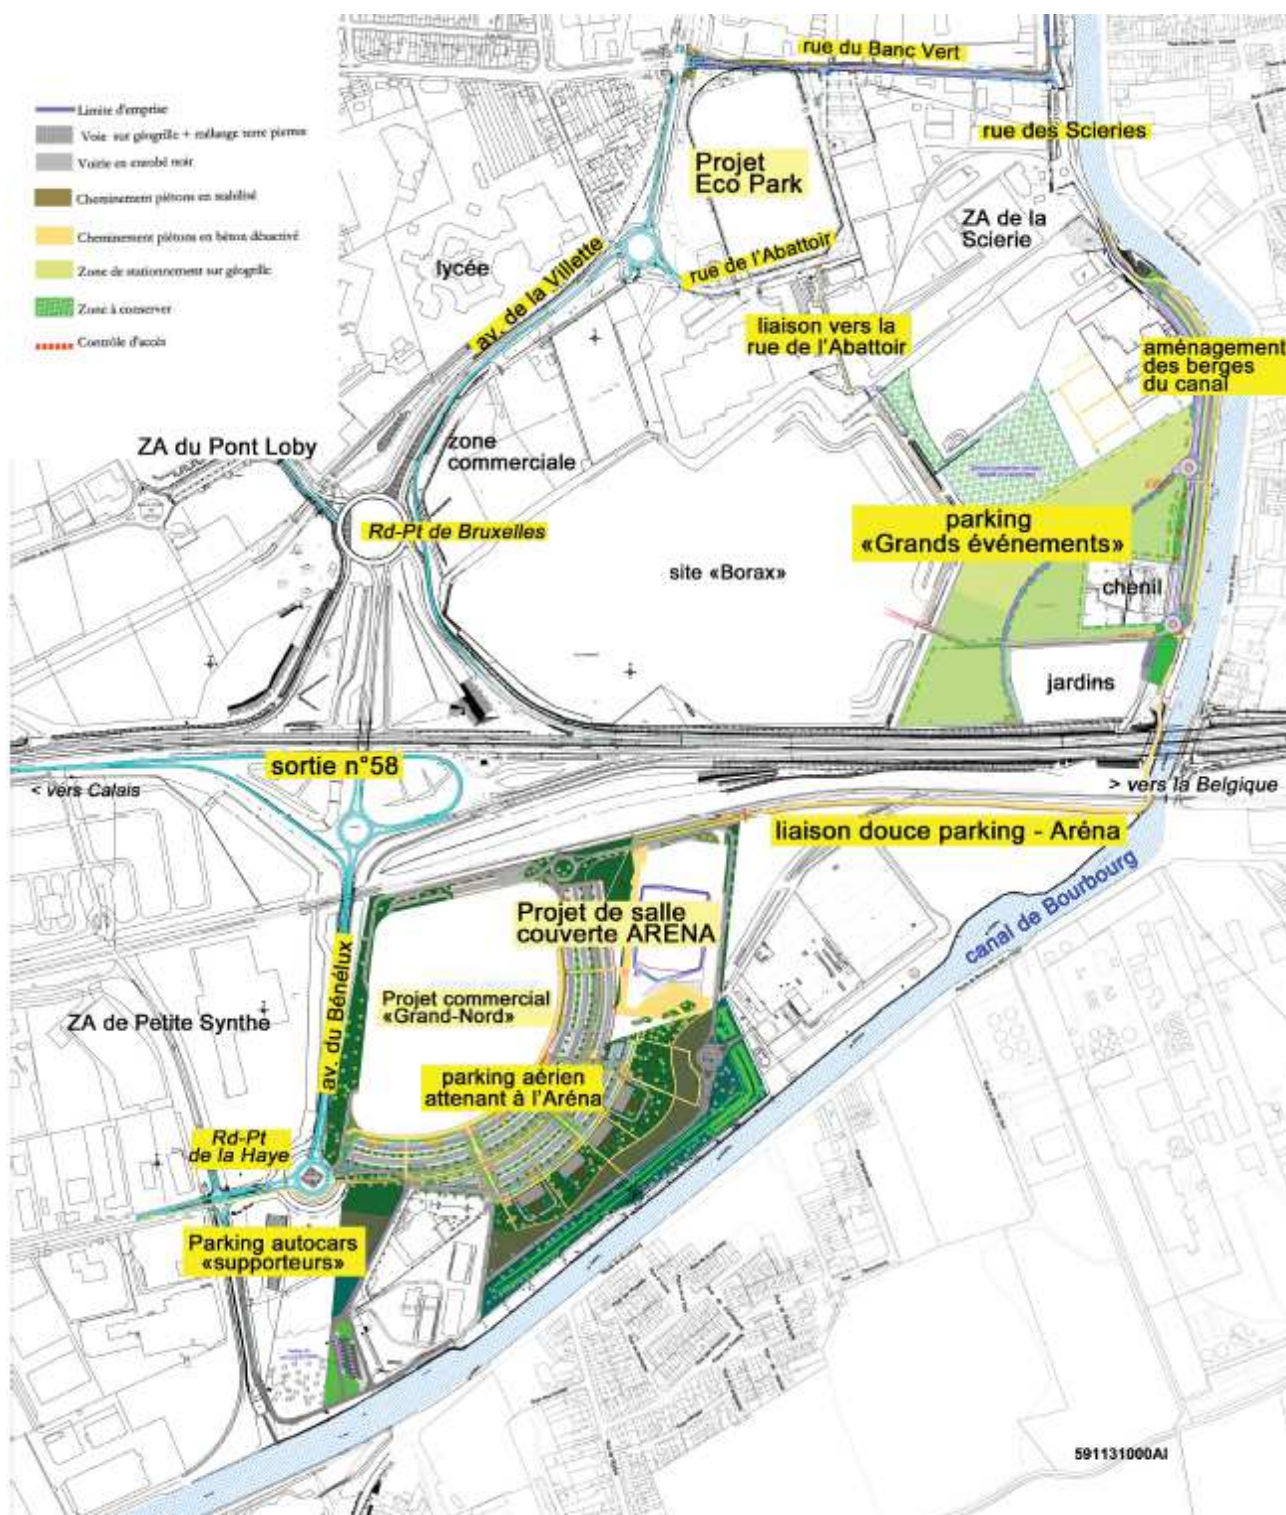 rue du Banc Vert
Limite d'emprise
Voie sur géogrille + mélange terre pierres
Voirie en enrobé noir
Cheminement piétons en stabilisé
Cheminement piétons en béton désactivé
Zone de stationnement sur géogrille
Zone à conserver
Contrôle d'accès
rue des Scieries
Projet
Eco Park
ZA de la
Scierie
lycée
av. de la Villette
rue de l'Abattoir
liaison vers la
rue de l'Abattoir
aménagement
des berges
du canal
ZA du Pont Loby
zone
commerciale
Rd-Pt de Bruxelles
parking
«Grands événements»
site «Borax»
chenil
jardins
sortie n°58
< vers Calais
> vers la Belgique
liaison douce parking - Aréna
canal de Bourbourg
Projet de salle
couverte ARENA
av. du Bénélux
Projet commercial
«Grand-Nord»
ZA de Petite Synthe
parking aérien
attenant à l'Aréna
Rd-Pt
de la Haye
Parking autocars
«supporteurs»
591131000AI